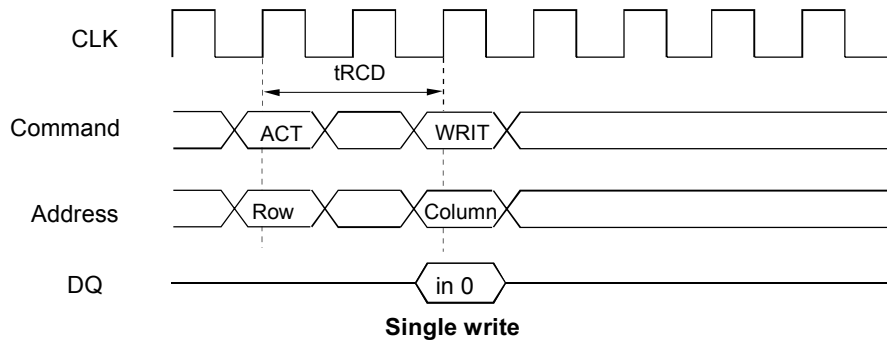 CLK
tRCD
Command
ACT
WRIT
Address
Row
Column
DQ
in 0
Single write